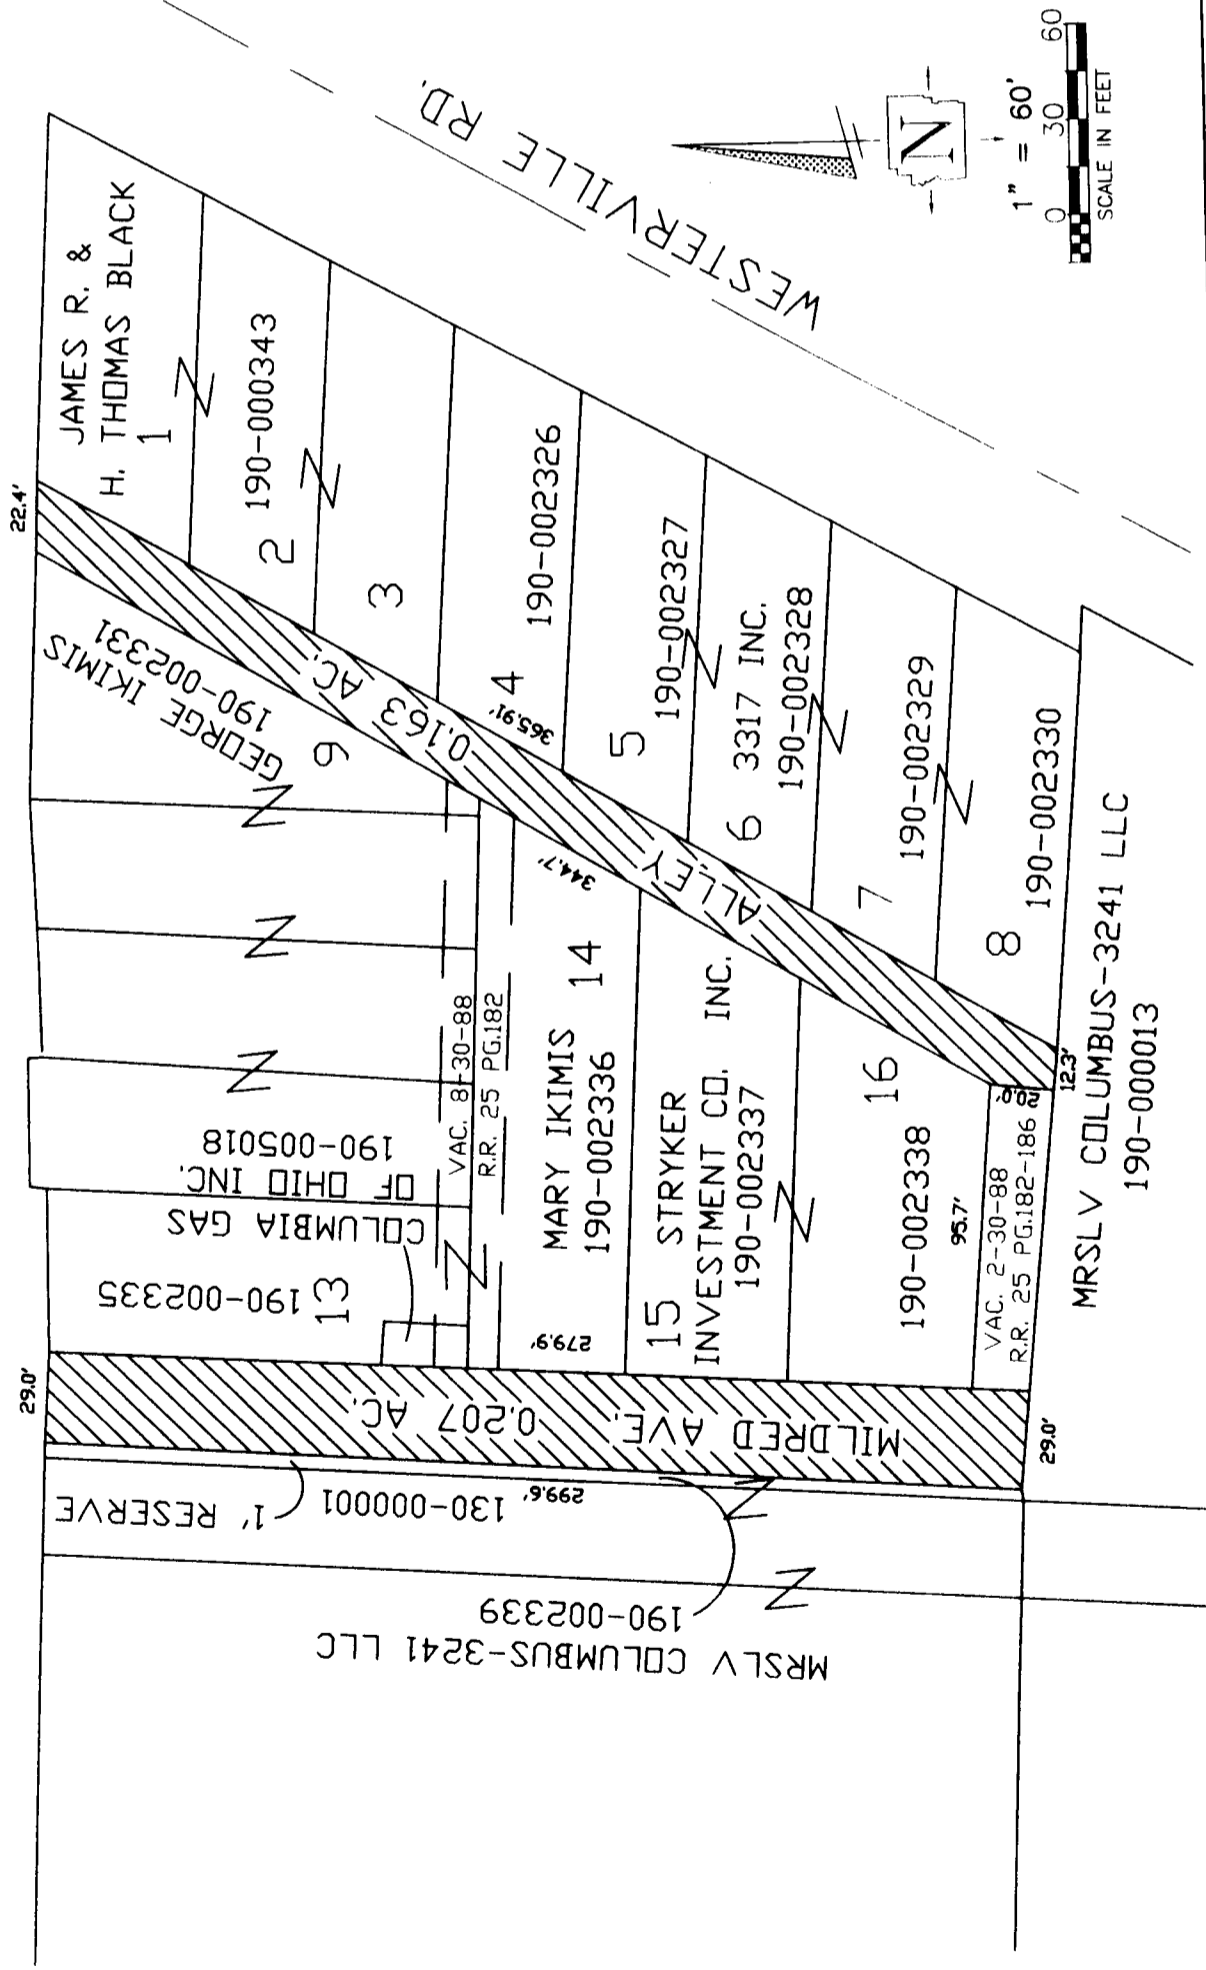 22.4'
JAMES R. &
H. THOMAS BLACK
1
2
190-000343
3
4
190-002326
365.91'
5
190-002327
6
3317 INC.
190-002328
7
190-002329
8
190-002330
WESTERVILLE RD.
N
1" = 60'
0 30 60
SCALE IN FEET
GEORGE IKIMIS
190-002331
9
0.163 AC.
ALLEY
344.7'
VAC. 8-30-88
R.R. 25 PG.182
MARY IKIMIS
190-002336
14
279.9'
15
STRYKER
INVESTMENT CO. INC.
190-002337
16
190-002338
95.7'
VAC. 2-30-88
R.R. 25 PG.182-186
20.0'
12.3'
MRSLV COLUMBUS-3241 LLC
190-000013
COLUMBIA GAS
OF OHIO INC.
190-005018
13
190-002335
29.0'
MILDRED AVE.
0.207 AC.
29.0'
1' RESERVE
130-000001
299.6'
190-002339
MRSLV COLUMBUS-3241 LLC